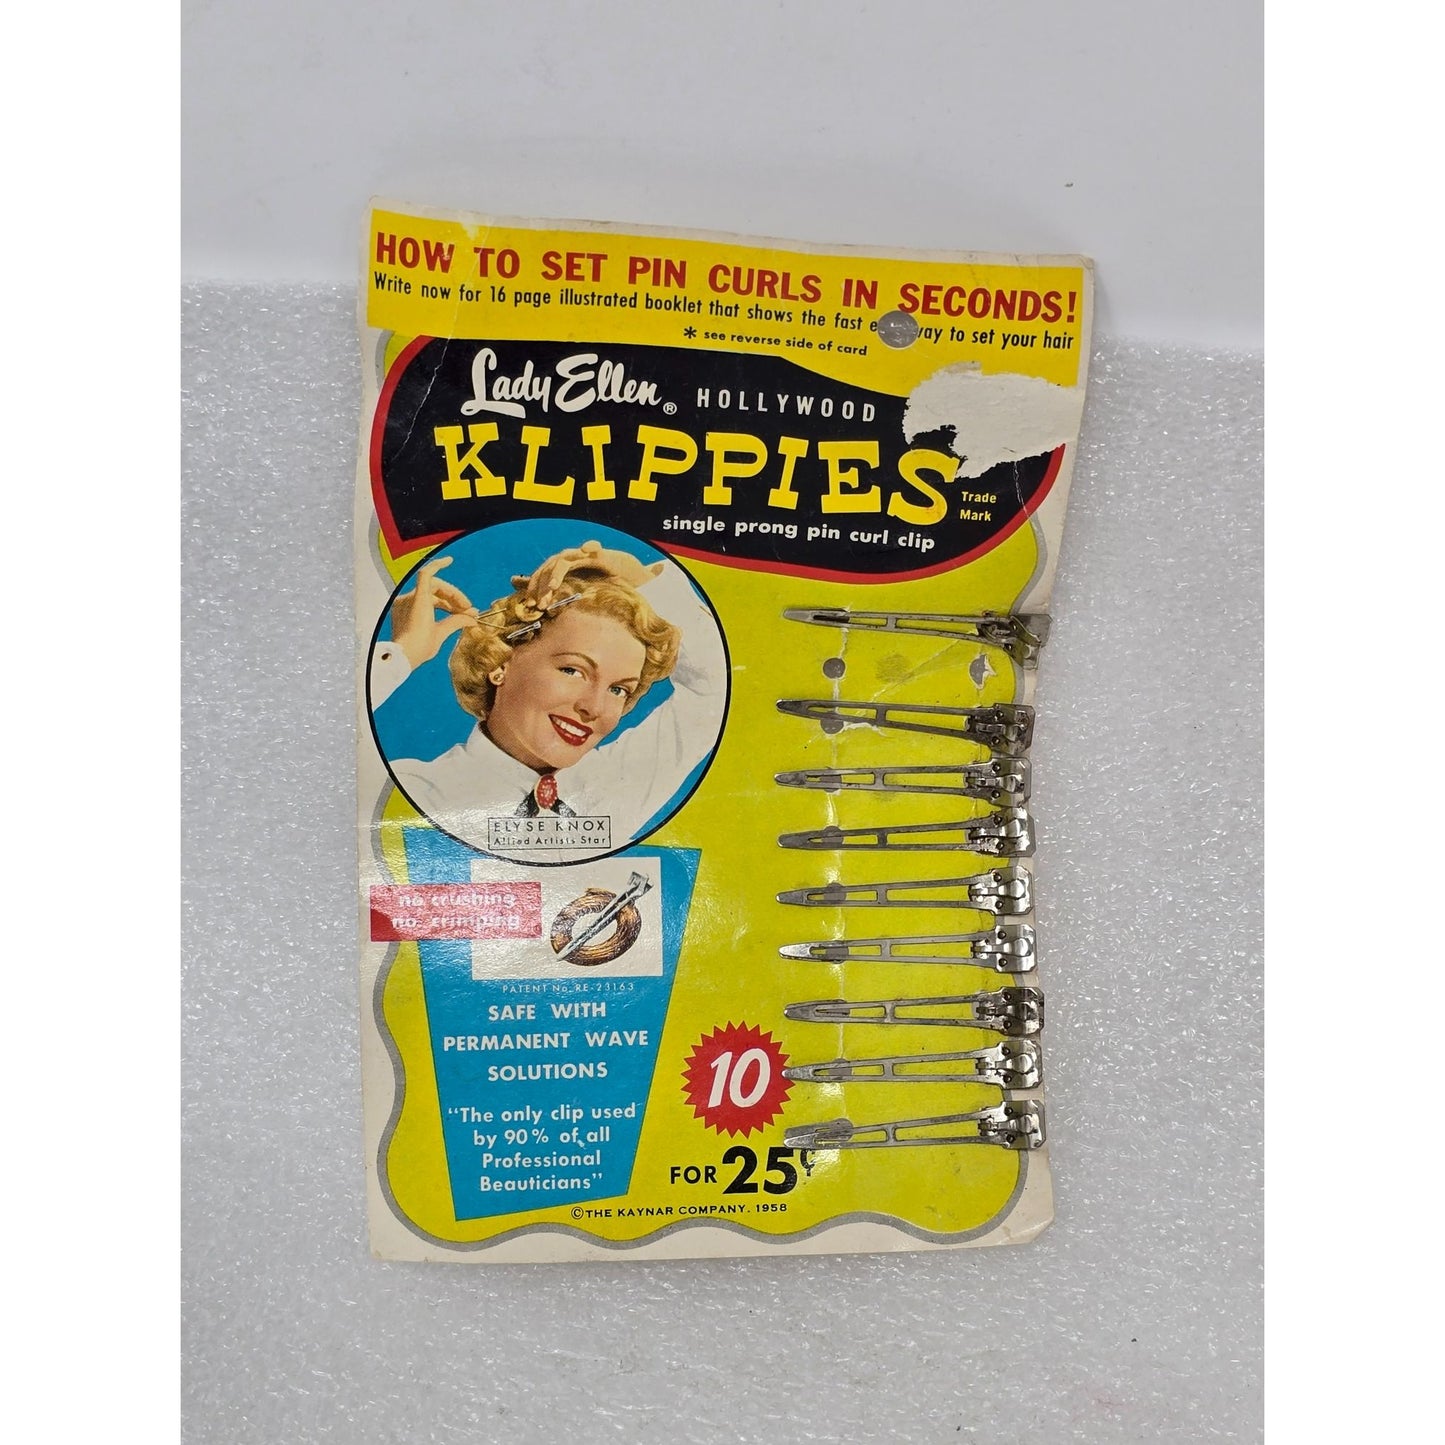 HOW TO SET PIN CURLS IN SECONDS!
Write now for 16 page illustrated booklet that shows the fast way to set your hair
* see reverse side of card
Lady Ellen ® HOLLYWOOD
KLIPPIES
Trade
Mark
single prong pin curl clip
ELYSE KNOX
Allied Artists Star
no crushing
no crimping
PATENT No. RE-23163
SAFE WITH
PERMANENT WAVE
SOLUTIONS
"The only clip used
by 90% of all
Professional
Beauticians"
10
FOR 25¢
© THE KAYNAR COMPANY. 1958